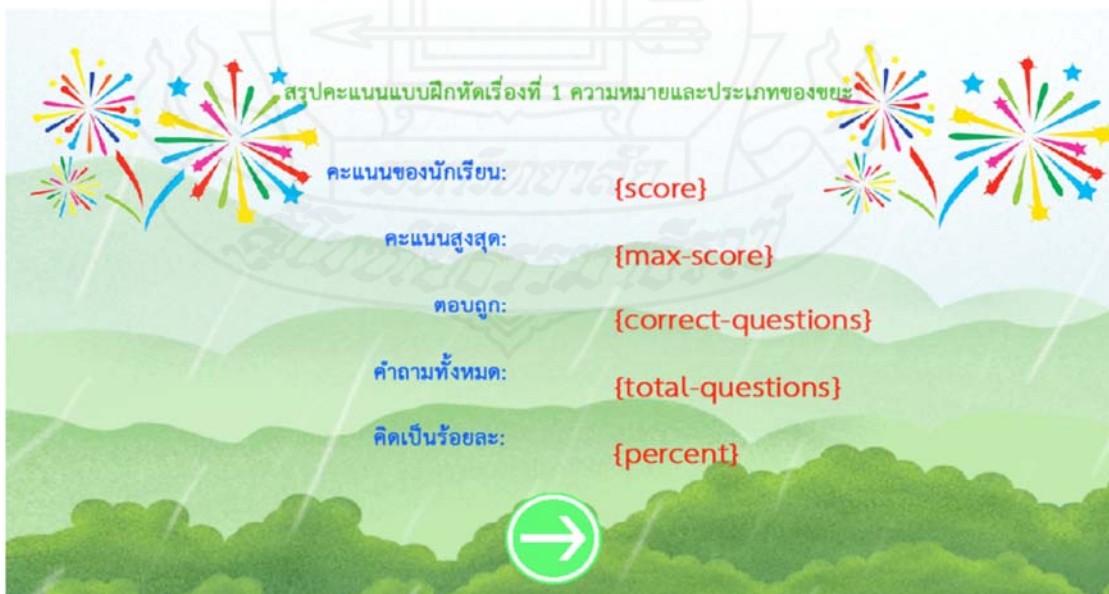 สรุปคะแนนแบบฝึกหัดเรื่องที่ 1 ความหมายและประเภทของขยะ
คะแนนของนักเรียน: {score}
คะแนนสูงสุด: {max-score}
ตอบถูก: {correct-questions}
คำถามทั้งหมด: {total-questions}
คิดเป็นร้อยละ: {percent}